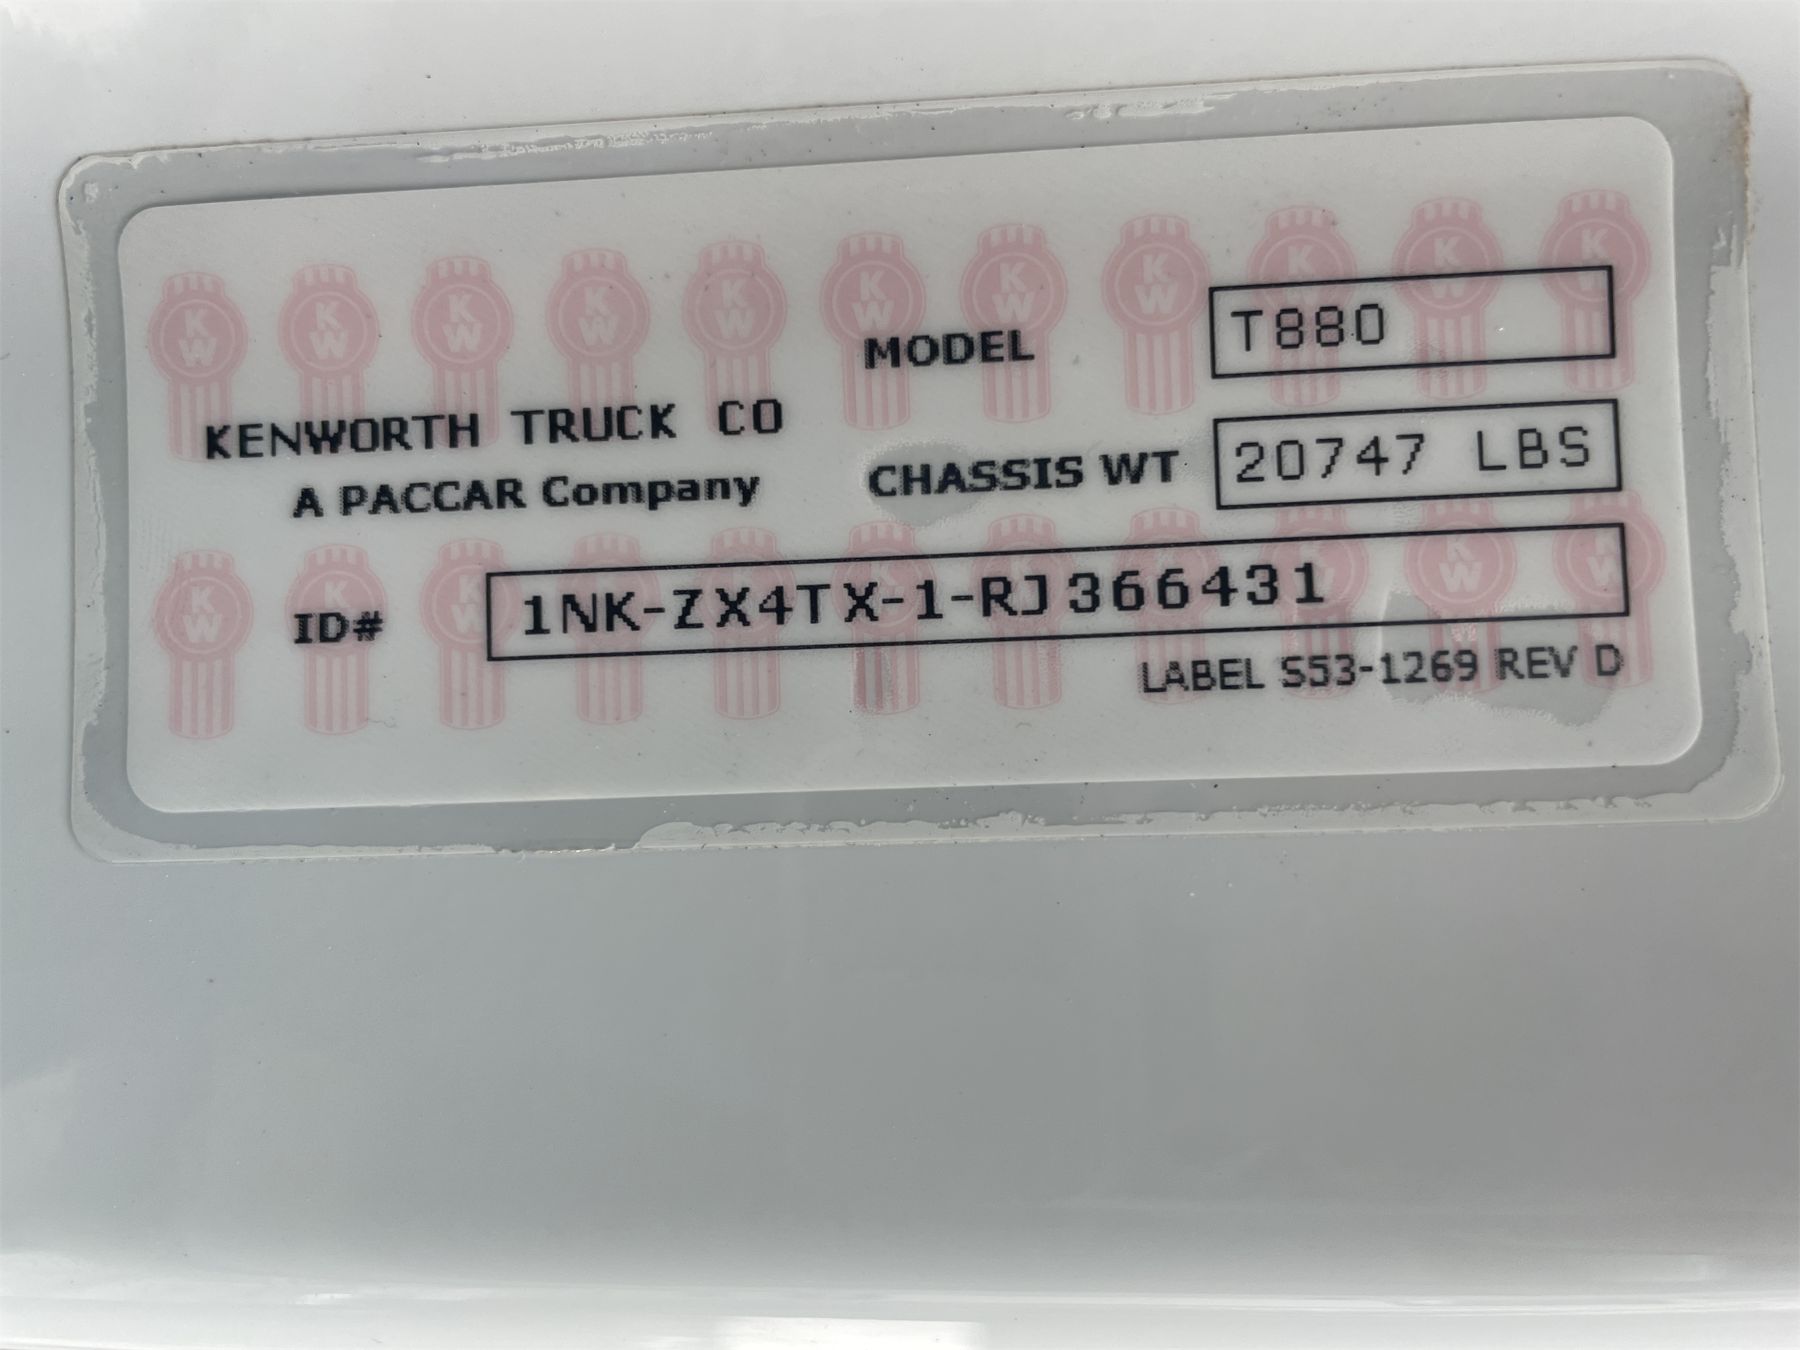 MODEL T880
KENWORTH TRUCK CO
A PACCAR Company
CHASSIS WT 20747 LBS
ID# 1NK-ZX4TX-1-RJ366431
LABEL S53-1269 REV D